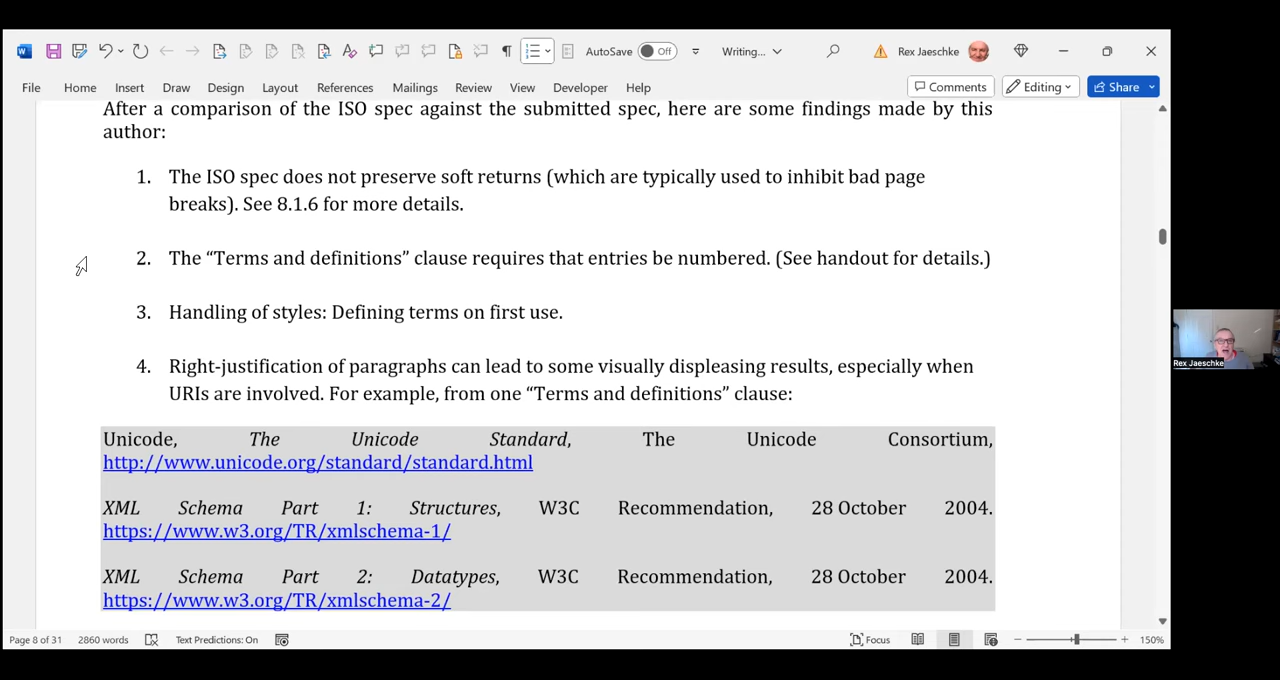 AutoSave Off Writing... Rex Jaeschke
File Home Insert Draw Design Layout References Mailings Review View Developer Help Comments Editing Share
After a comparison of the ISO spec against the submitted spec, here are some findings made by this
author:
1. The ISO spec does not preserve soft returns (which are typically used to inhibit bad page
breaks). See 8.1.6 for more details.
2. The “Terms and definitions” clause requires that entries be numbered. (See handout for details.)
3. Handling of styles: Defining terms on first use.
4. Right-justification of paragraphs can lead to some visually displeasing results, especially when
URIs are involved. For example, from one “Terms and definitions” clause:
Unicode, The Unicode Standard, The Unicode Consortium,
http://www.unicode.org/standard/standard.html
XML Schema Part 1: Structures, W3C Recommendation, 28 October 2004.
https://www.w3.org/TR/xmlschema-1/
XML Schema Part 2: Datatypes, W3C Recommendation, 28 October 2004.
https://www.w3.org/TR/xmlschema-2/
Rex Jaeschke
Page 8 of 31 2860 words Text Predictions: On Focus 150%